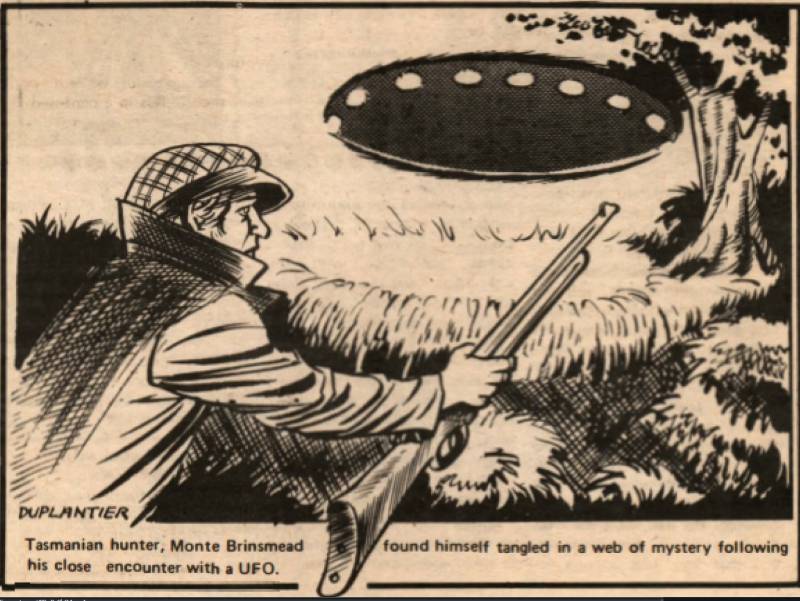 DUPLANTIER
Tasmanian hunter, Monte Brinsmead found himself tangled in a web of mystery following
his close encounter with a UFO.